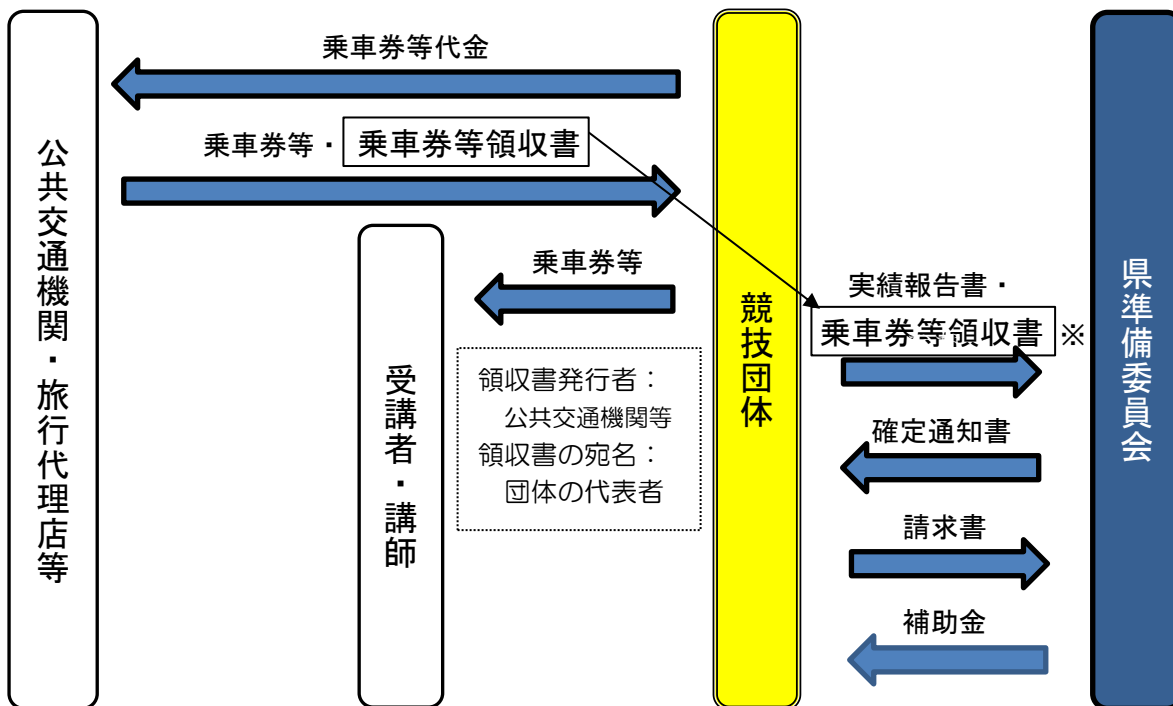 乗車券等代金
乗車券等・乗車券等領収書
公共交通機関・旅行代理店等
受講者・講師
乗車券等
領収書発行者：
公共交通機関等
領収書の宛名：
団体の代表者
競技団体
実績報告書・
乗車券等領収書※
確定通知書
請求書
補助金
県準備委員会